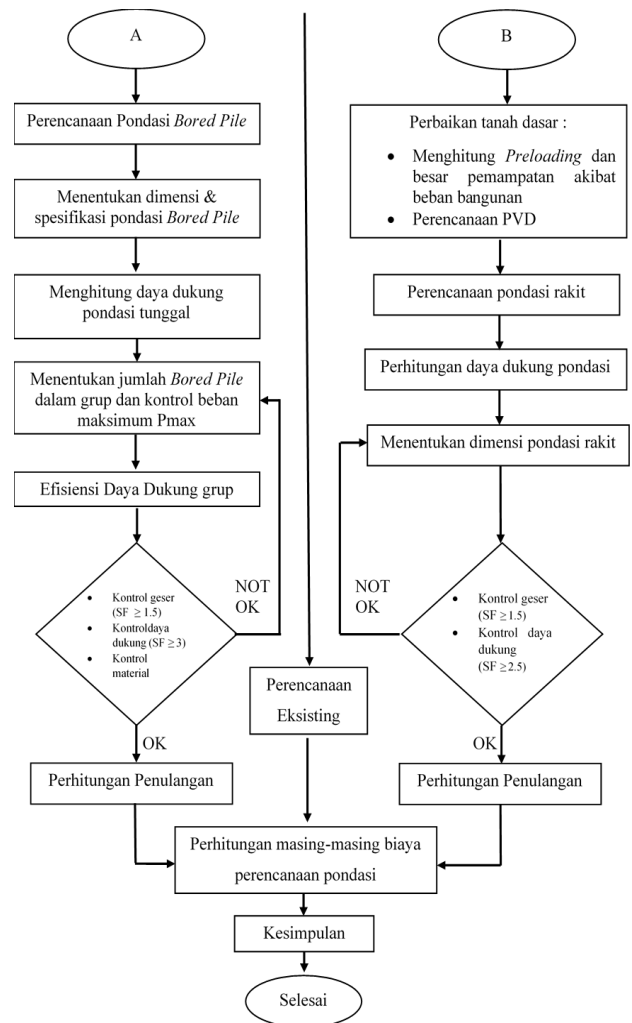 A
Perencanaan Pondasi Bored Pile
Menentukan dimensi &
spesifikasi pondasi Bored Pile
Menghitung daya dukung
pondasi tunggal
Menentukan jumlah Bored Pile
dalam grup dan kontrol beban
maksimum Pmax
Efisiensi Daya Dukung grup
• Kontrol geser
(SF ≥ 1.5)
• Kontroldaya
dukung (SF ≥ 3)
• Kontrol
material
NOT
OK
OK
Perhitungan Penulangan
Perencanaan
Eksisting
B
Perbaikan tanah dasar :
• Menghitung Preloading dan
besar pemampatan akibat
beban bangunan
• Perencanaan PVD
Perencanaan pondasi rakit
Perhitungan daya dukung pondasi
Menentukan dimensi pondasi rakit
NOT
OK
• Kontrol geser
(SF ≥1.5)
• Kontrol daya
dukung
(SF ≥2.5)
OK
Perhitungan Penulangan
Perhitungan masing-masing biaya
perencanaan pondasi
Kesimpulan
Selesai